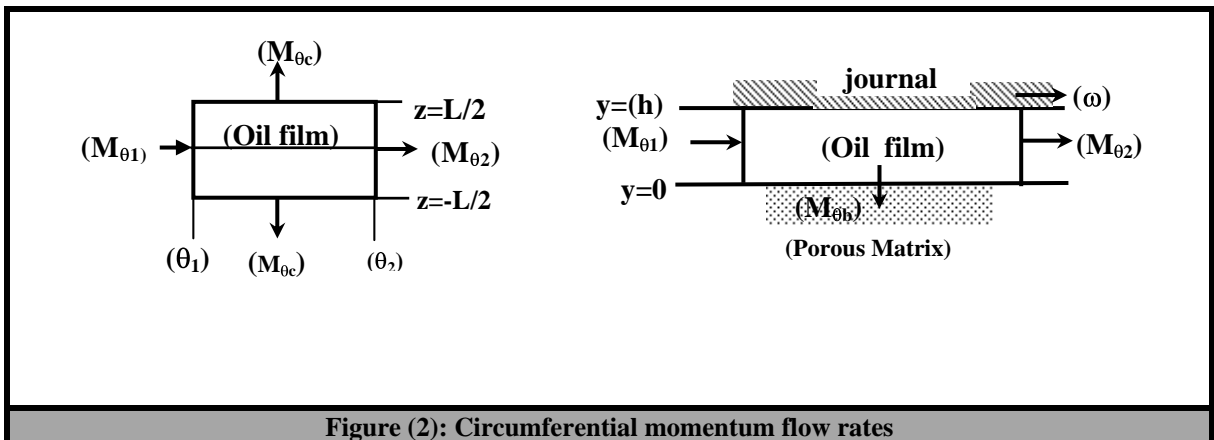 (Mθc)
z=L/2
(Mθ1)
(Oil film)
(Mθ2)
z=-L/2
(θ1)
(Mθc)
(θ2)
journal
y=(h)
(ω)
(Mθ1)
(Oil film)
(Mθ2)
y=0
(Mθb)
(Porous Matrix)
Figure (2): Circumferential momentum flow rates